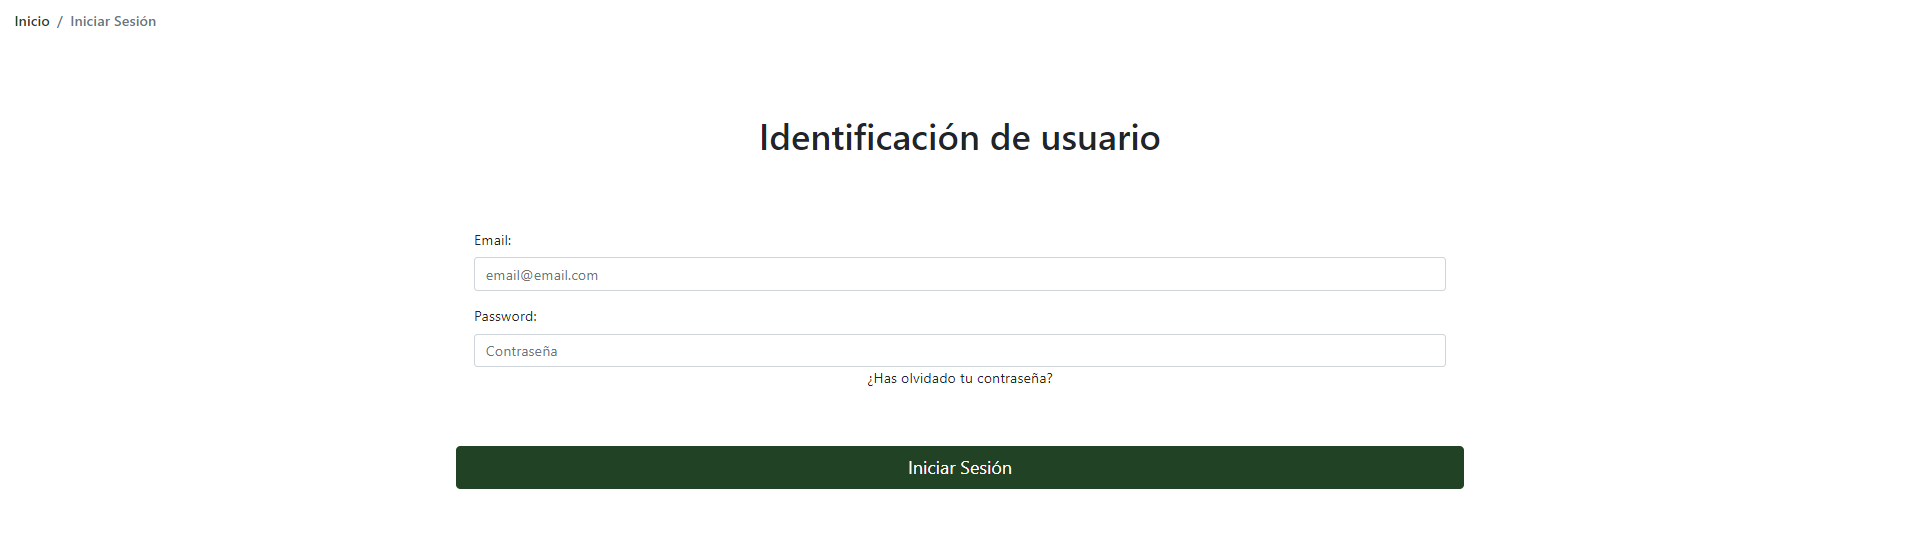 Inicio / Iniciar Sesión
Identificación de usuario
Email:
email@email.com
Password:
Contraseña
¿Has olvidado tu contraseña?
Iniciar Sesión